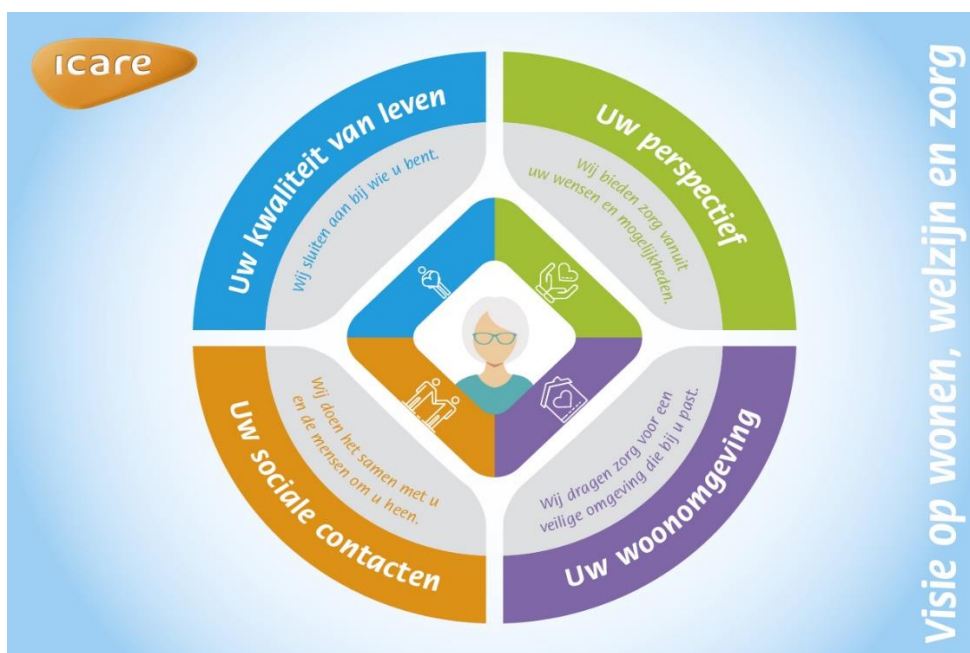 ıcare
Uw kwaliteit van leven
Wij sluiten aan bij wie u bent.
Uw perspectief
Wij bieden zorg vanuit
uw wensen en mogelijkheden.
Uw sociale contacten
Wij doen het samen met u
en de mensen om u heen.
Uw woonomgeving
Wij dragen zorg voor een
veilige omgeving die bij u past.
visie op wonen, welzijn en zorg